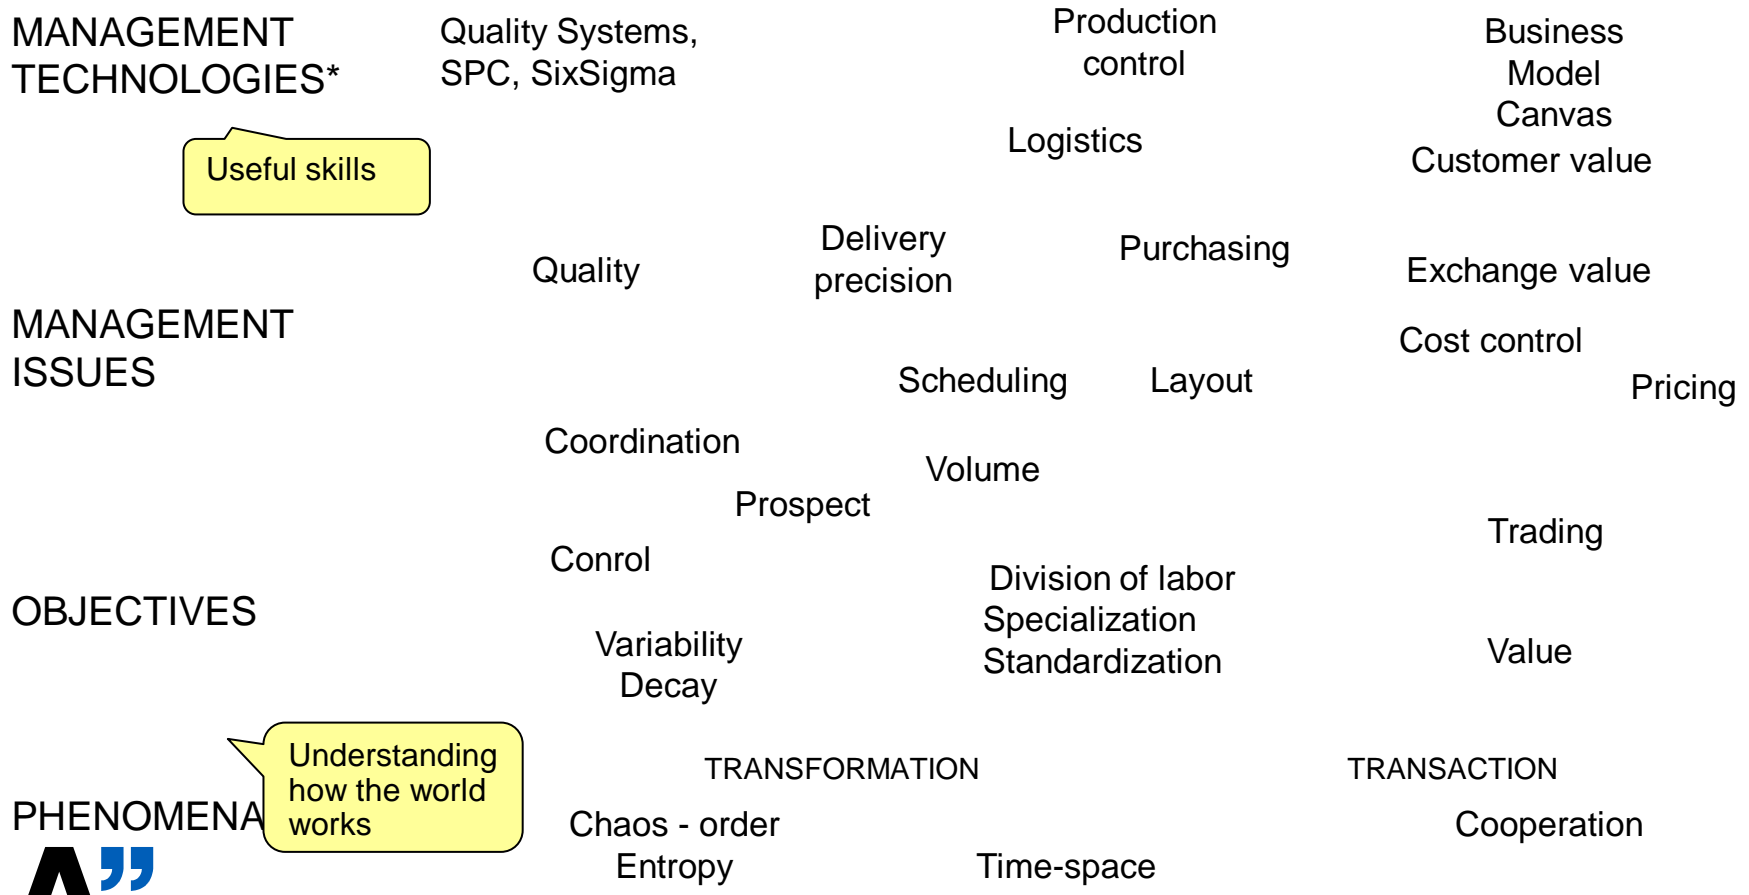 MANAGEMENT
TECHNOLOGIES*
Quality Systems,
SPC, SixSigma
Production
control
Business
Model
Canvas
Logistics
Customer value
Useful skills
Quality
Delivery
precision
Purchasing
Exchange value
MANAGEMENT
ISSUES
Cost control
Scheduling
Layout
Pricing
Coordination
Volume
Prospect
Trading
Conrol
OBJECTIVES
Division of labor
Specialization
Standardization
Variability
Decay
Value
Understanding
how the world
works
TRANSFORMATION
TRANSACTION
PHENOMENA
Chaos - order
Entropy
Time-space
Cooperation
A”